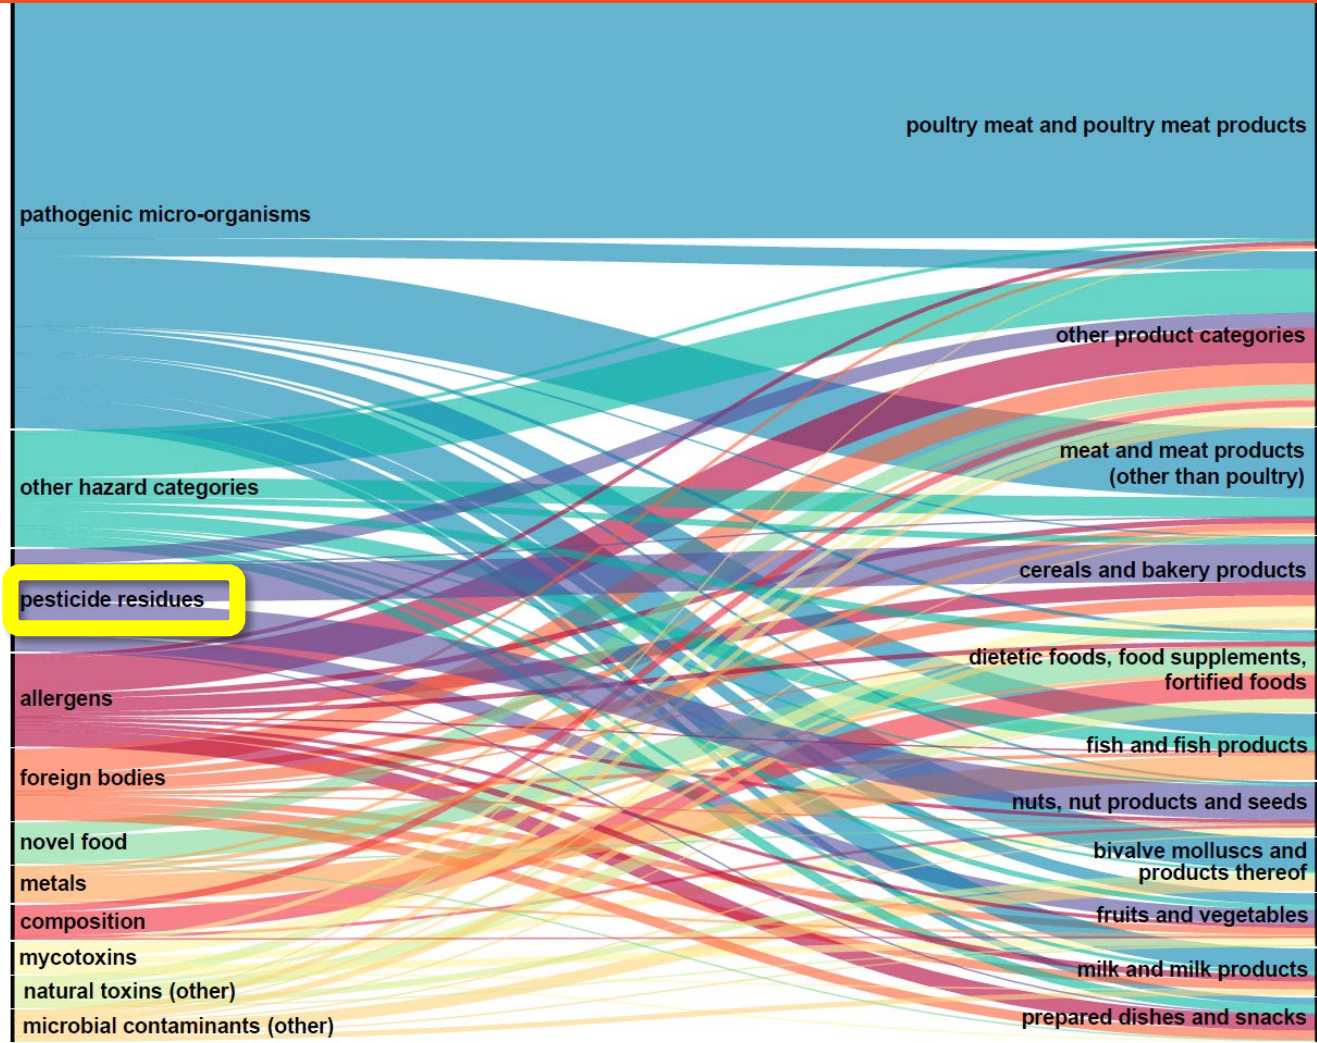 pathogenic micro-organisms
other hazard categories
pesticide residues
allergens
foreign bodies
novel food
metals
composition
mycotoxins
natural toxins (other)
microbial contaminants (other)
poultry meat and poultry meat products
other product categories
meat and meat products
(other than poultry)
cereals and bakery products
dietetic foods, food supplements,
fortified foods
fish and fish products
nuts, nut products and seeds
bivalve molluscs and
products thereof
fruits and vegetables
milk and milk products
prepared dishes and snacks